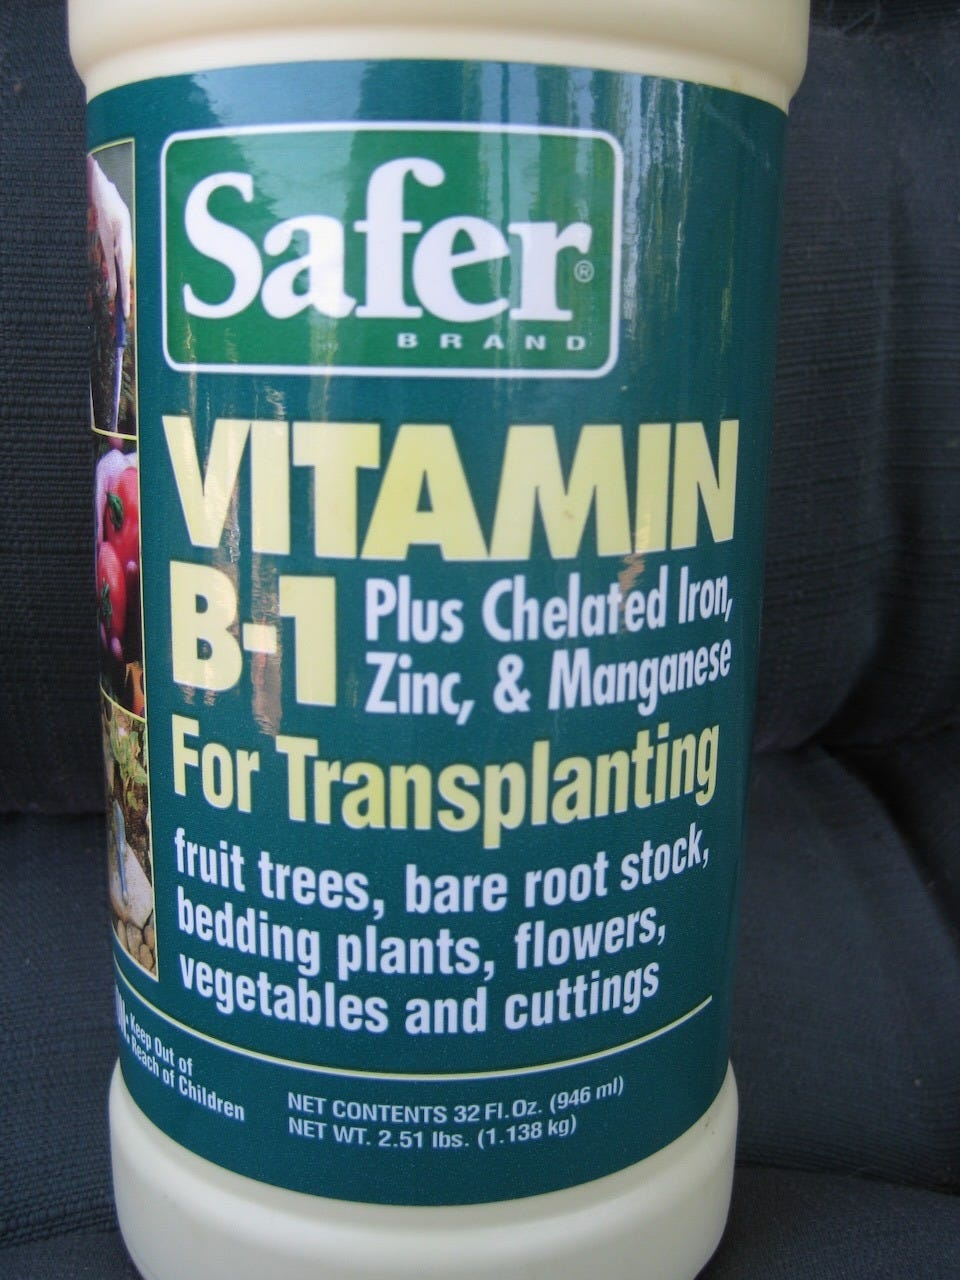 Safer®
BRAND
VITAMIN
B-1
Plus Chelated Iron,
Zinc, & Manganese
For Transplanting
fruit trees, bare root stock,
bedding plants, flowers,
vegetables and cuttings
Keep Out of
Reach of Children
NET CONTENTS 32 Fl. Oz. (946 ml)
NET WT. 2.51 lbs. (1.138 kg)